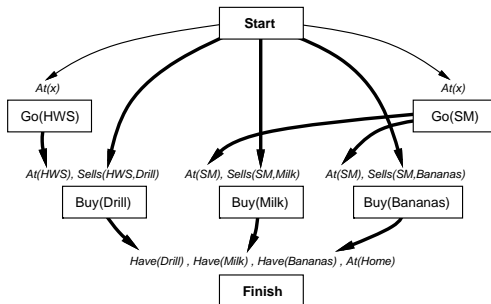 Start
At(x) At(x)
Go(HWS) Go(SM)
At(HWS), Sells(HWS,Drill) At(SM), Sells(SM,Milk) At(SM), Sells(SM,Bananas)
Buy(Drill) Buy(Milk) Buy(Bananas)
Have(Drill) , Have(Milk) , Have(Bananas) , At(Home)
Finish